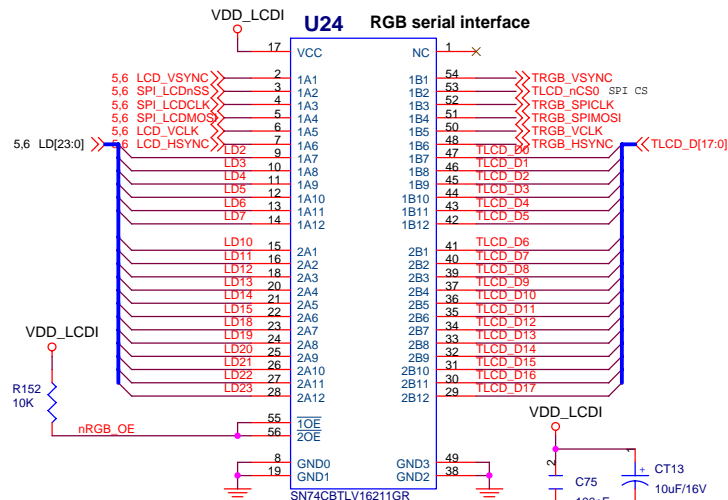 VDD_LCDI U24 RGB serial interface
17 VCC NC 1
5,6 LCD_VSYNC 2 1A1 1B1 54 TRGB_VSYNC
5,6 SPI_LCDnSS 3 1A2 1B2 53 TLCD_nCS0 SPI CS
5,6 SPI_LCDCLK 4 1A3 1B3 52 TRGB_SPICLK
5,6 SPI_LCDMOSI 5 1A4 1B4 51 TRGB_SPIMOSI
5,6 LCD_VCLK 6 1A5 1B5 50 TRGB_VCLK
5,6 LCD_HSYNC 7 1A6 1B6 48 TRGB_HSYNC
5,6 LD[23:0] TLCD_D[17:0]
LD2 9 1A7 1B7 47 TLCD_D0
LD3 10 1A8 1B8 46 TLCD_D1
LD4 11 1A9 1B9 45 TLCD_D2
LD5 12 1A10 1B10 44 TLCD_D3
LD6 13 1A11 1B11 43 TLCD_D4
LD7 14 1A12 1B12 42 TLCD_D5
LD10 15 2A1 2B1 41 TLCD_D6
LD11 16 2A2 2B2 40 TLCD_D7
LD12 18 2A3 2B3 39 TLCD_D8
LD13 20 2A4 2B4 37 TLCD_D9
LD14 21 2A5 2B5 36 TLCD_D10
LD15 22 2A6 2B6 35 TLCD_D11
LD18 23 2A7 2B7 34 TLCD_D12
LD19 24 2A8 2B8 33 TLCD_D13
LD20 25 2A9 2B9 32 TLCD_D14
LD21 26 2A10 2B10 31 TLCD_D15
LD22 27 2A11 2B11 30 TLCD_D16
LD23 28 2A12 2B12 29 TLCD_D17
VDD_LCDI
R152
10K
nRGB_OE
55 1OE
56 2OE
8 GND0 GND3 49
19 GND1 GND2 38
SN74CBTLV16211GR
VDD_LCDI
2 1
C75
+ CT13
10uF/16V